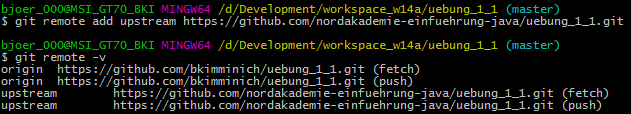 bjoer_000@MSI_GT70_BKI MINGW64 /d/Development/workspace_w14a/uebung_1_1 (master)
$ git remote add upstream https://github.com/nordakademie-einfuehrung-java/uebung_1_1.git

bjoer_000@MSI_GT70_BKI MINGW64 /d/Development/workspace_w14a/uebung_1_1 (master)
$ git remote -v
origin  https://github.com/bkimminich/uebung_1_1.git (fetch)
origin  https://github.com/bkimminich/uebung_1_1.git (push)
upstream        https://github.com/nordakademie-einfuehrung-java/uebung_1_1.git (fetch)
upstream        https://github.com/nordakademie-einfuehrung-java/uebung_1_1.git (push)